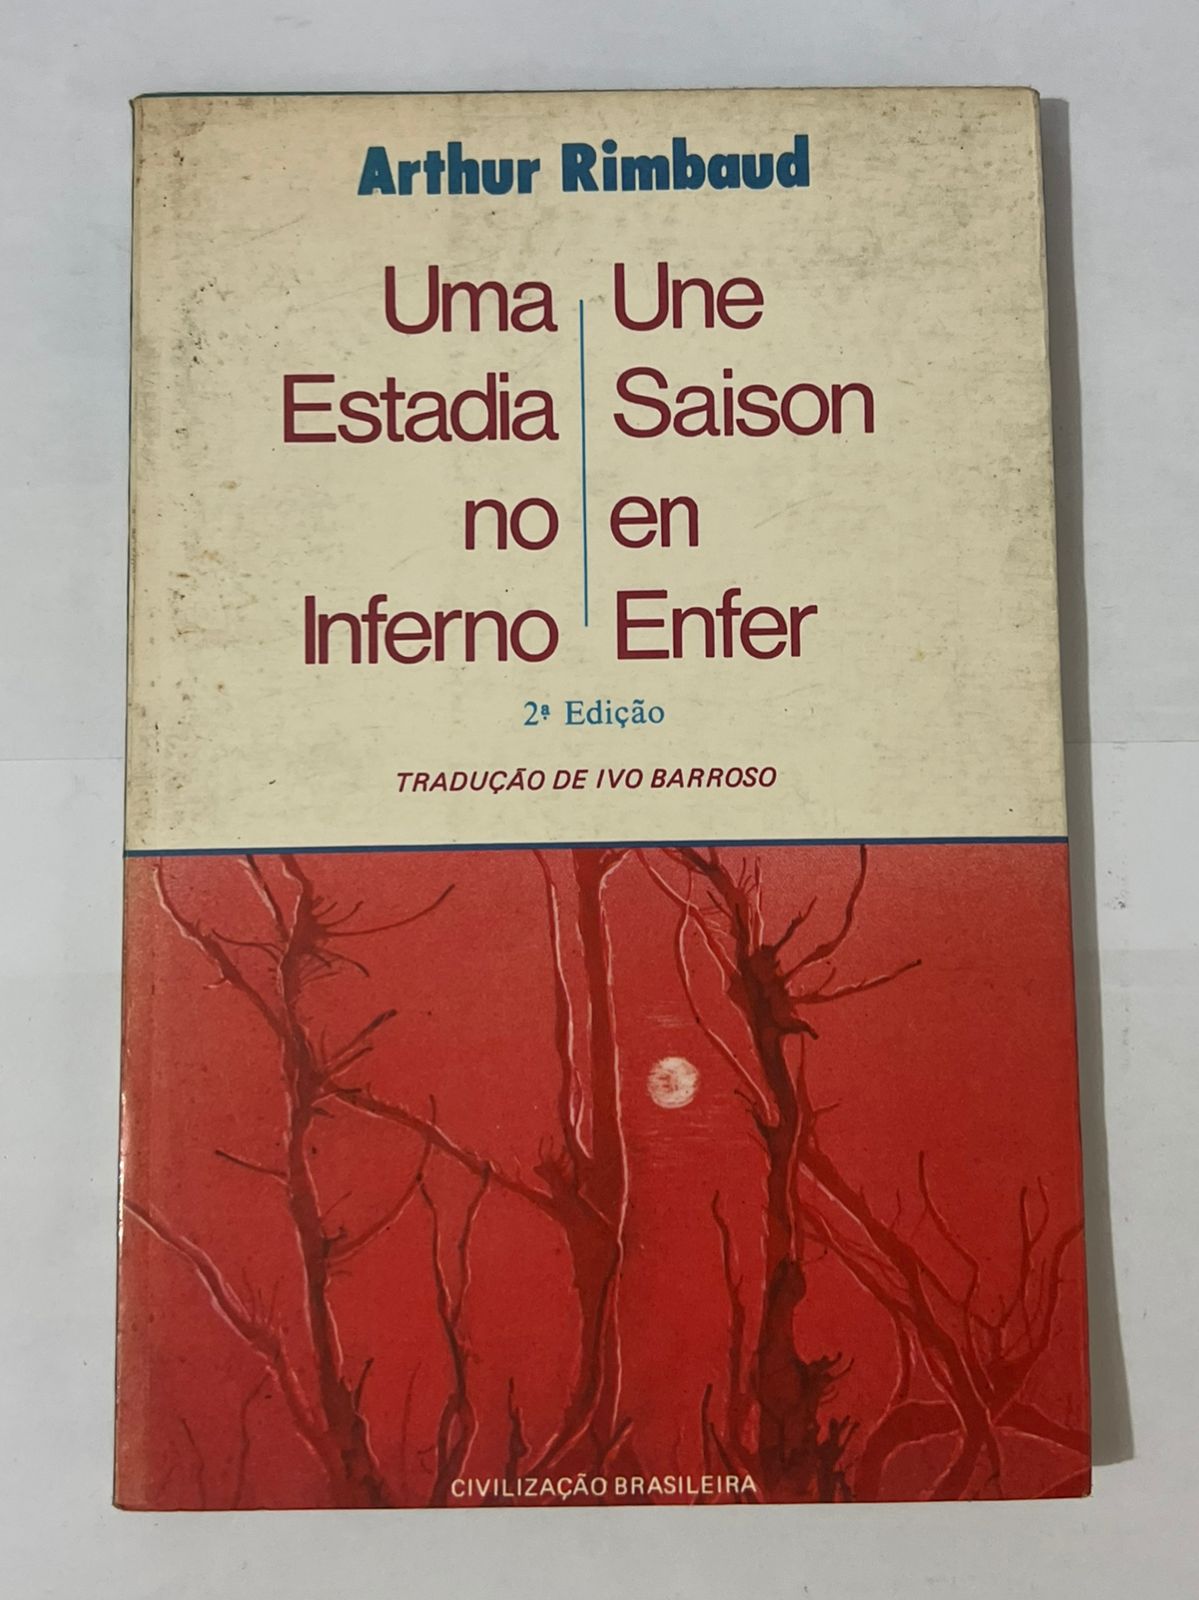 Arthur Rimbaud
Uma
Estadia
no
Inferno
Une
Saison
en
Enfer
2ª Edição
TRADUÇÃO DE IVO BARROSO
CIVILIZAÇÃO BRASILEIRA